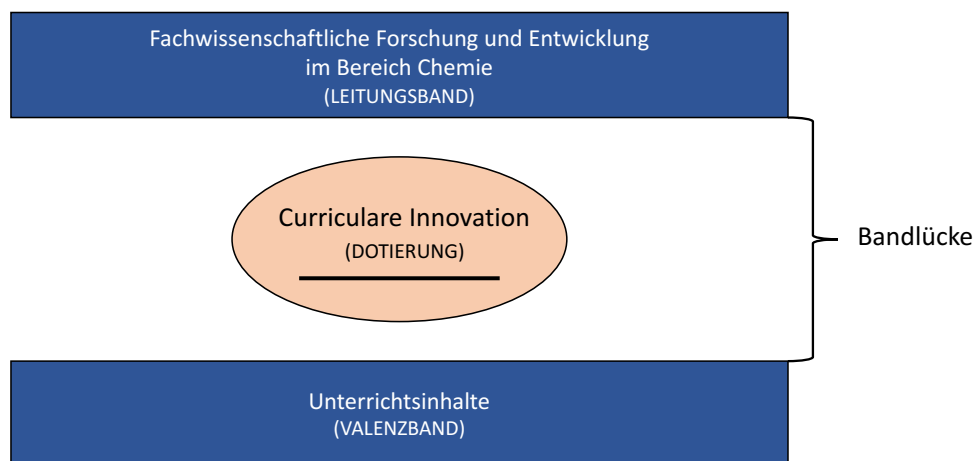 Fachwissenschaftliche Forschung und Entwicklung
im Bereich Chemie
(LEITUNGSBAND)
Curriculare Innovation
(DOTIERUNG)
Bandlücke
Unterrichtsinhalte
(VALENZBAND)